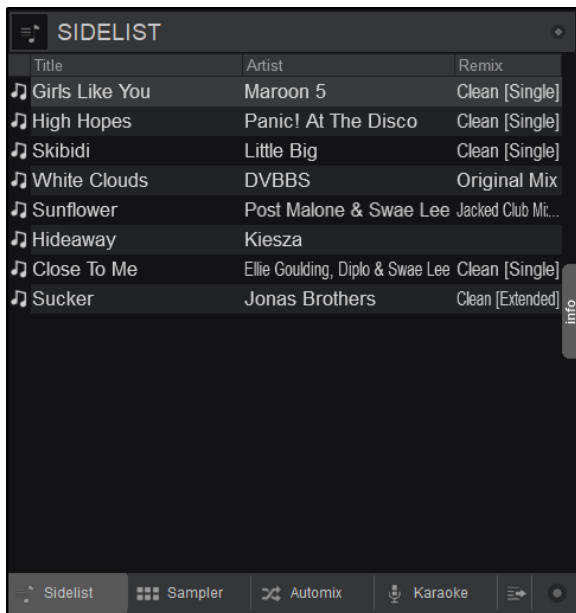 SIDELIST
Title Artist Remix
Girls Like You Maroon 5 Clean [Single]
High Hopes Panic! At The Disco Clean [Single]
Skibidi Little Big Clean [Single]
White Clouds DVBBS Original Mix
Sunflower Post Malone & Swae Lee Jacked Club Mi...
Hideaway Kiesza
Close To Me Ellie Goulding, Diplo & Swae Lee Clean [Single]
Sucker Jonas Brothers Clean [Extended]
info
Sidelist Sampler Automix Karaoke